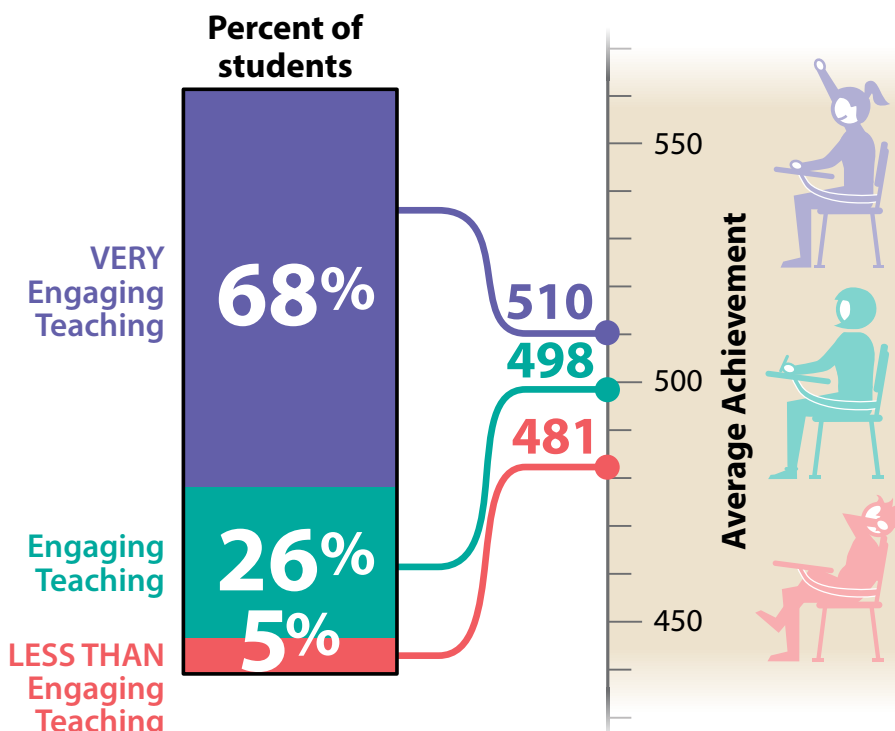 Percent of
students
VERY
Engaging
Teaching
68%
Engaging
Teaching
26%
LESS THAN
Engaging
Teaching
5%
510
498
481
550
500
450
Average Achievement